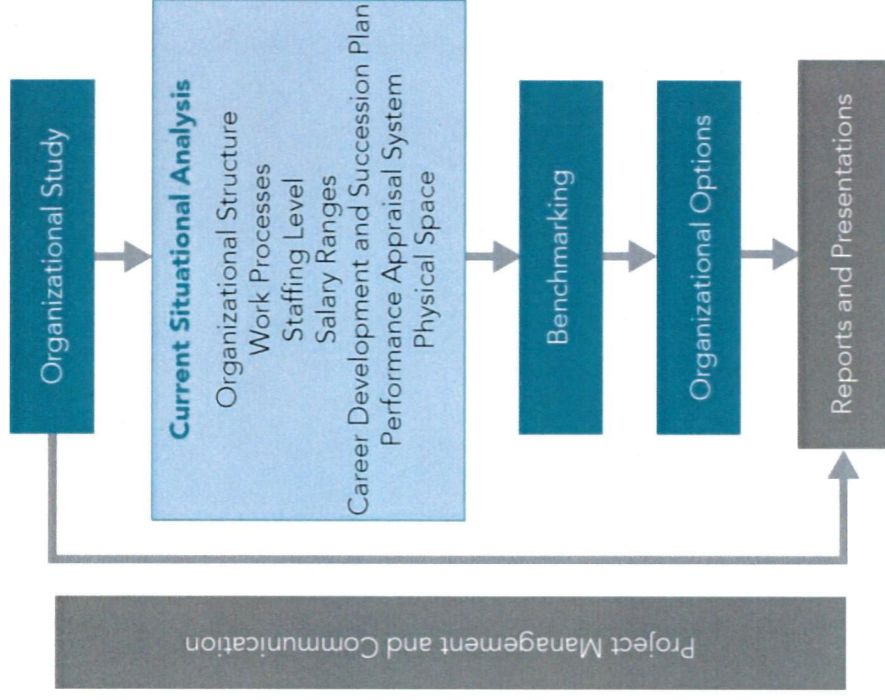 Organizational Study
Current Situational Analysis
Organizational Structure
Work Processes
Staffing Level
Salary Ranges
Career Development and Succession Plan
Performance Appraisal System
Physical Space
Benchmarking
Organizational Options
Reports and Presentations
Project Management and Communication